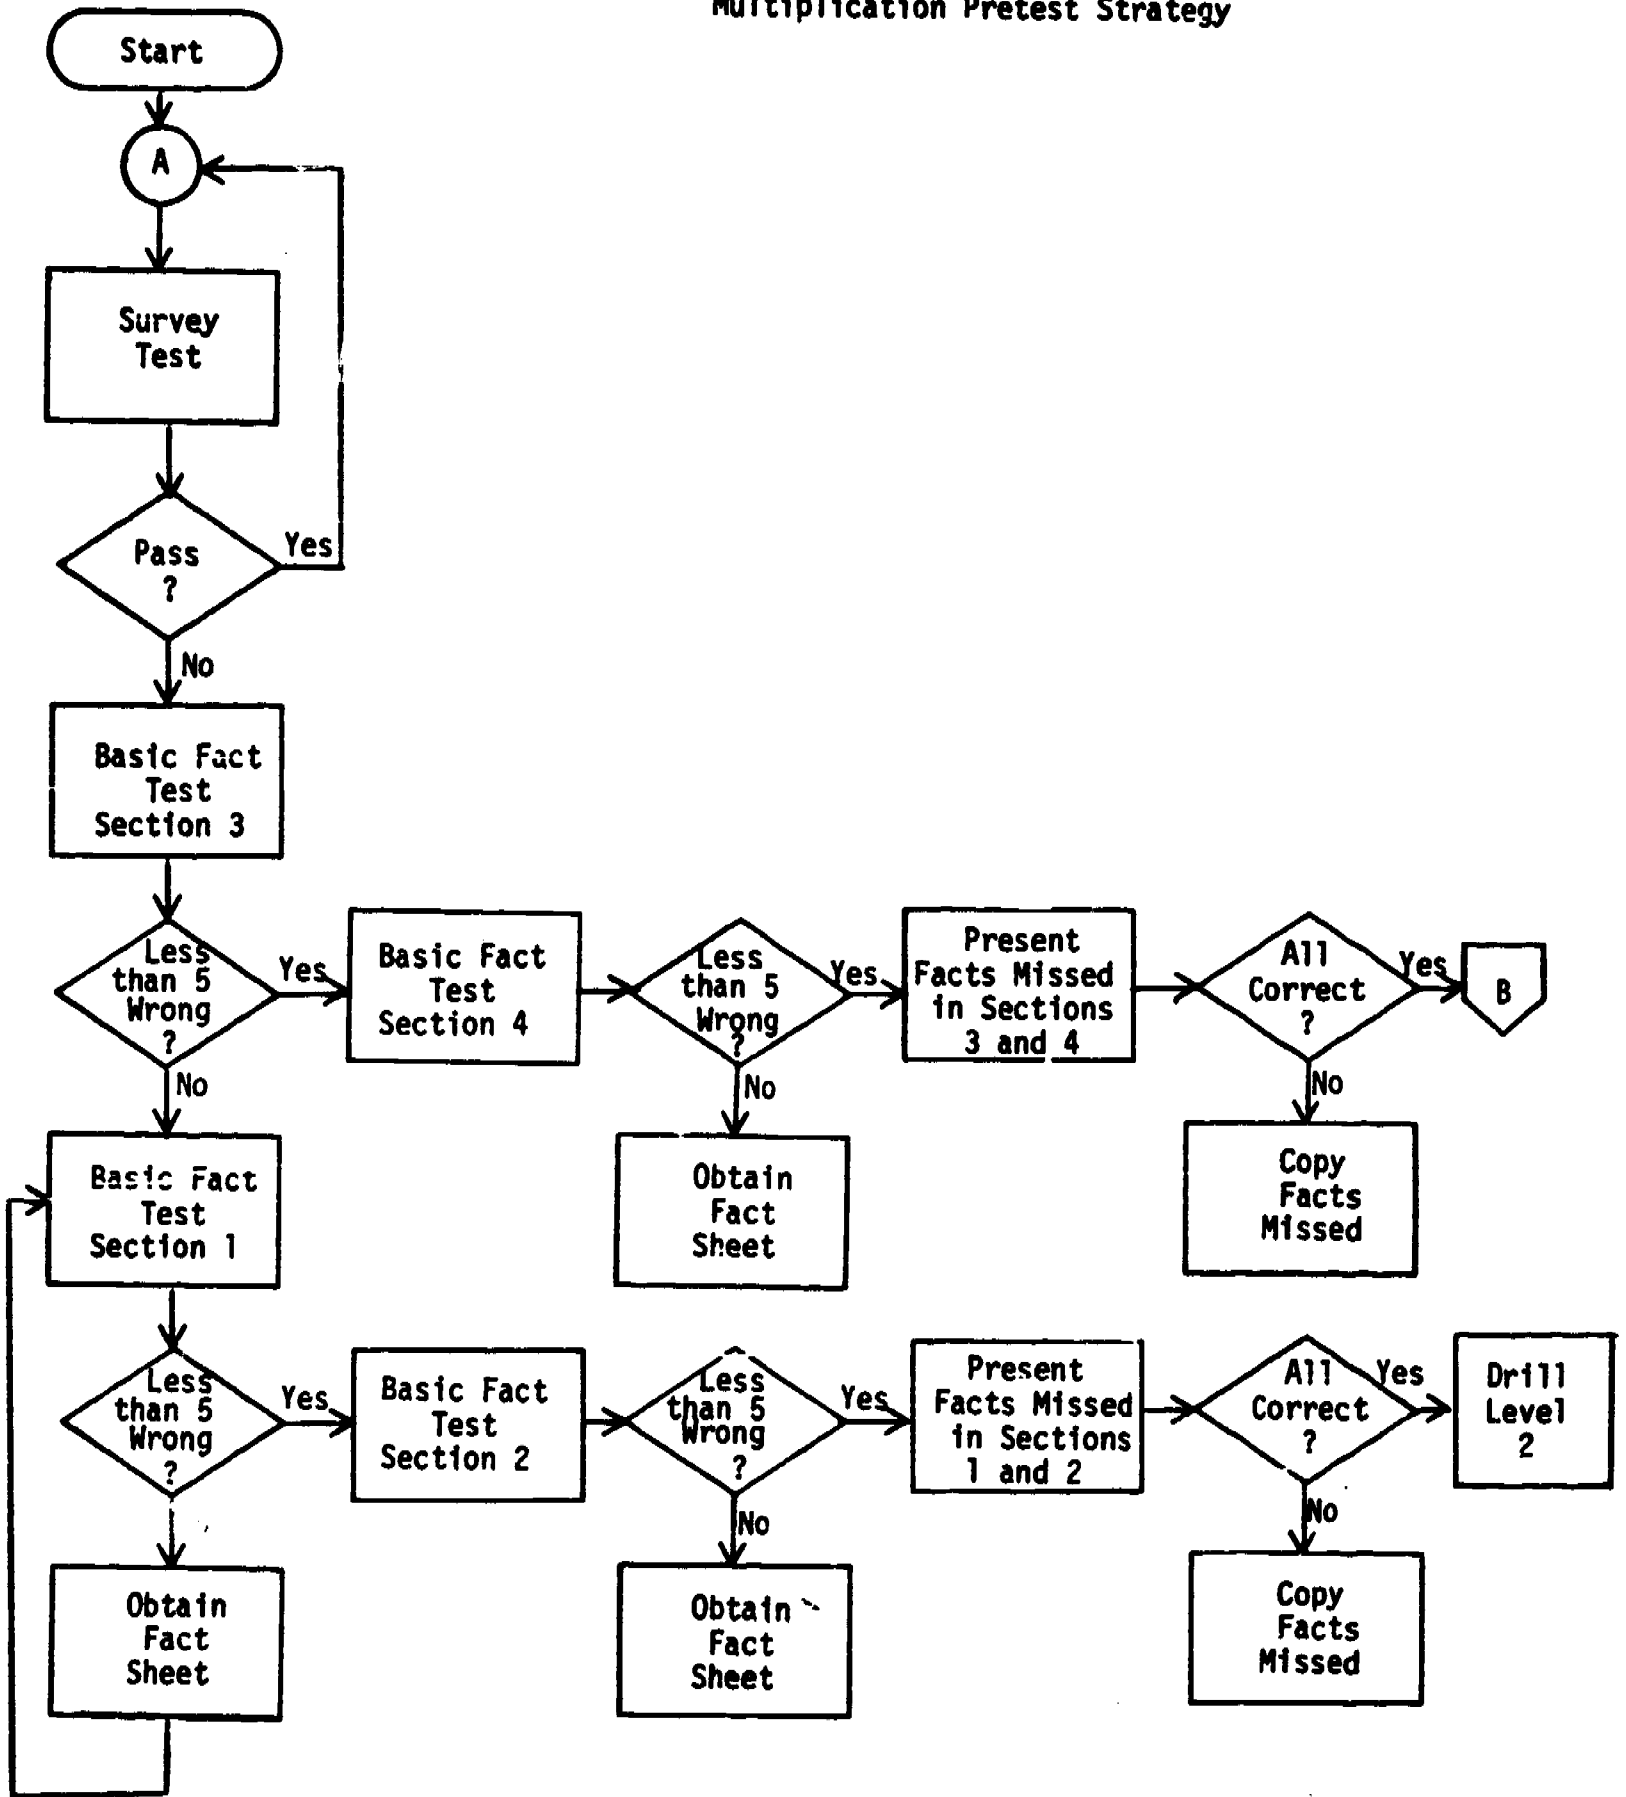 Multiplication Pretest Strategy
Start
A
Survey
Test
Pass
?
Yes
No
Basic Fact
Test
Section 3
Less
than 5
Wrong
?
Yes
No
Basic Fact
Test
Section 4
Less
than 5
Wrong
?
Yes
No
Present
Facts Missed
in Sections
3 and 4
All
Correct
?
Yes
No
B
Basic Fact
Test
Section 1
Obtain
Fact
Sheet
Copy
Facts
Missed
Less
than 5
Wrong
?
Yes
Basic Fact
Test
Section 2
Less
than 5
Wrong
?
Yes
No
Present
Facts Missed
in Sections
1 and 2
All
Correct
?
Yes
No
Drill
Level
2
Obtain
Fact
Sheet
Obtain
Fact
Sheet
Copy
Facts
Missed